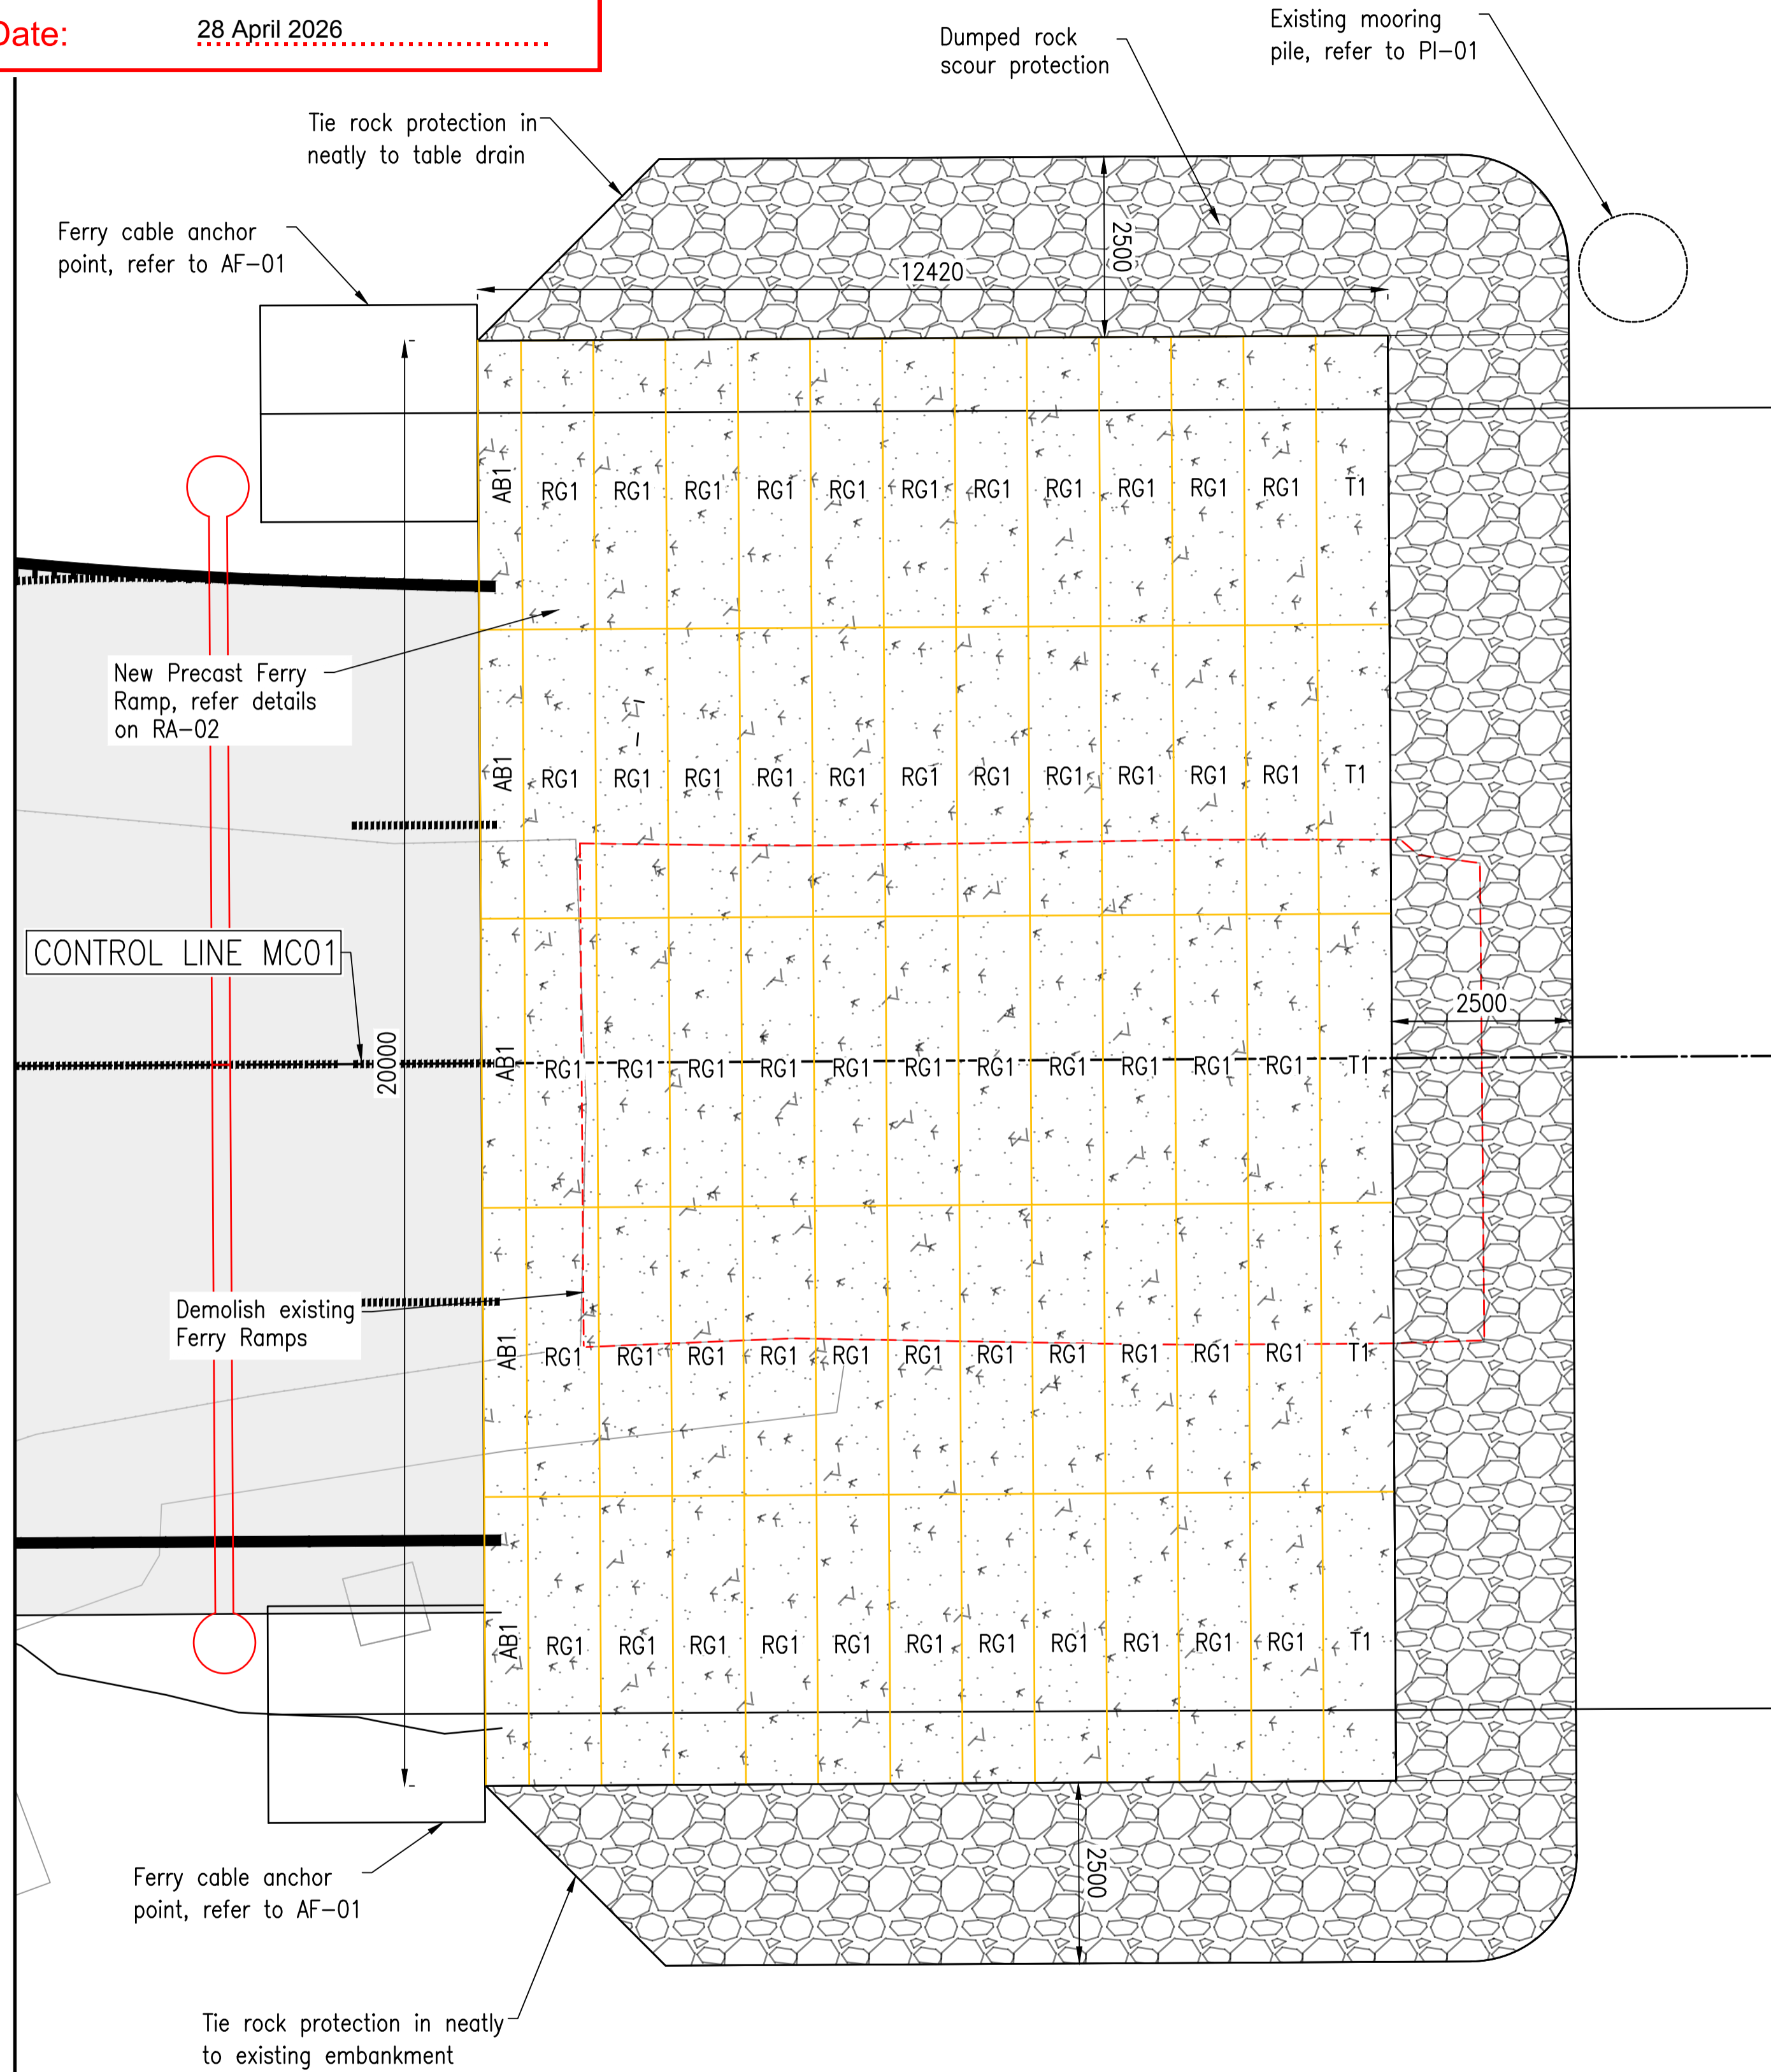 Date: 28 April 2026
Existing mooring
pile, refer to PI-01
Dumped rock
scour protection
Tie rock protection in
neatly to table drain
Ferry cable anchor
point, refer to AF-01
2500
12420
AB1 RG1 RG1 RG1 RG1 RG1 RG1 RG1 RG1 RG1 RG1 RG1 T1
New Precast Ferry
Ramp, refer details
on RA-02
AB1 RG1 RG1 RG1 RG1 RG1 RG1 RG1 RG1 RG1 RG1 RG1 T1
CONTROL LINE MC01
2500
20000
AB1 RG1 RG1 RG1 RG1 RG1 RG1 RG1 RG1 RG1 RG1 RG1 T1
Demolish existing
Ferry Ramps
AB1 RG1 RG1 RG1 RG1 RG1 RG1 RG1 RG1 RG1 RG1 RG1 T1
AB1 RG1 RG1 RG1 RG1 RG1 RG1 RG1 RG1 RG1 RG1 RG1 T1
2500
Ferry cable anchor
point, refer to AF-01
Tie rock protection in neatly
to existing embankment